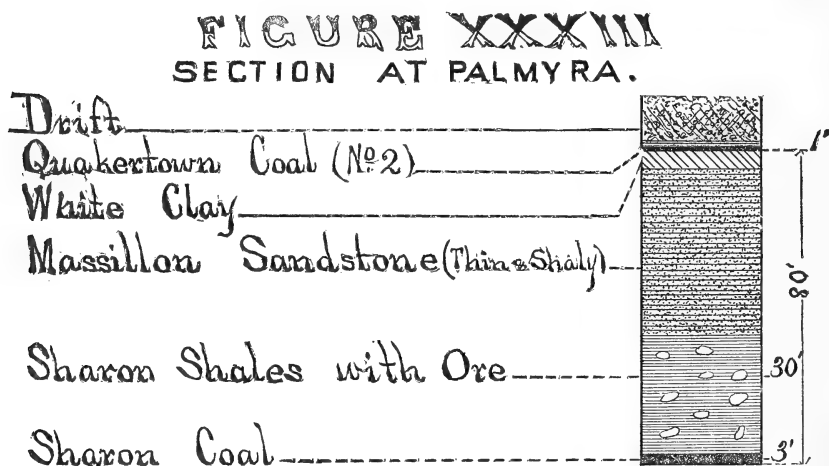 FIGURE XXXIII
SECTION AT PALMYRA.
Drift
Quakertown Coal (No. 2)
White Clay
Massillon Sandstone (Thin & Shaly)
80'
Sharon Shales with Ore 30'
Sharon Coal 3'